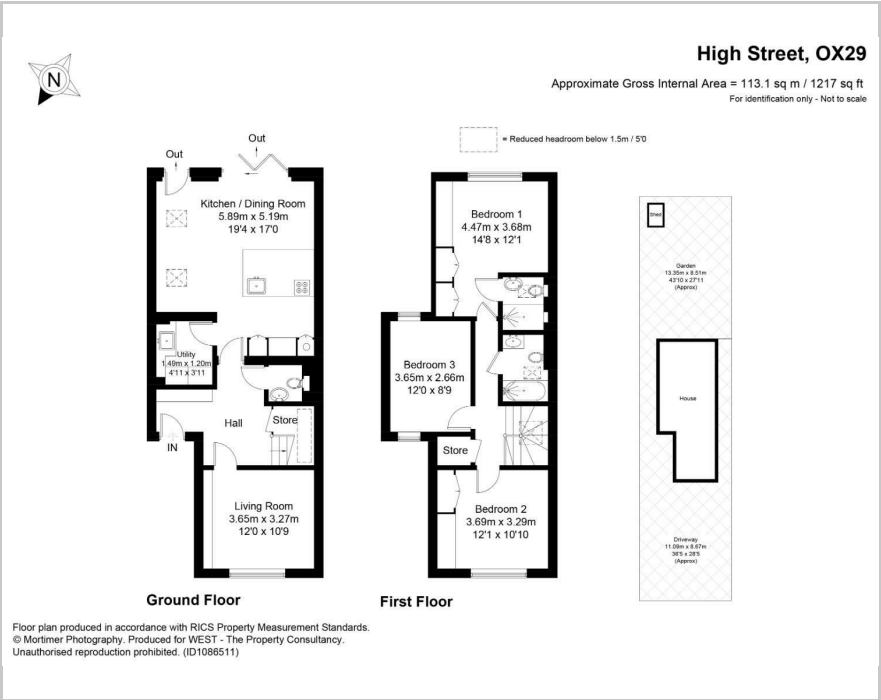 High Street, OX29
Approximate Gross Internal Area = 113.1 sq m / 1217 sq ft
For identification only - Not to scale
N
= Reduced headroom below 1.5m / 5'0
Out
Out
Kitchen / Dining Room
5.89m x 5.19m
19'4 x 17'0
Utility
1.49m x 1.20m
4'11 x 3'11
Hall
Store
IN
Living Room
3.65m x 3.27m
12'0 x 10'9
Ground Floor
Bedroom 1
4.47m x 3.68m
14'8 x 12'1
Bedroom 3
3.65m x 2.66m
12'0 x 8'9
Store
Bedroom 2
3.69m x 3.29m
12'1 x 10'10
First Floor
Shed
Garden
13.35m x 8.51m
43'10 x 27'11
(Approx)
House
Driveway
11.09m x 8.67m
36'5 x 28'5
(Approx)
Floor plan produced in accordance with RICS Property Measurement Standards.
© Mortimer Photography. Produced for WEST - The Property Consultancy.
Unauthorised reproduction prohibited. (ID1086511)